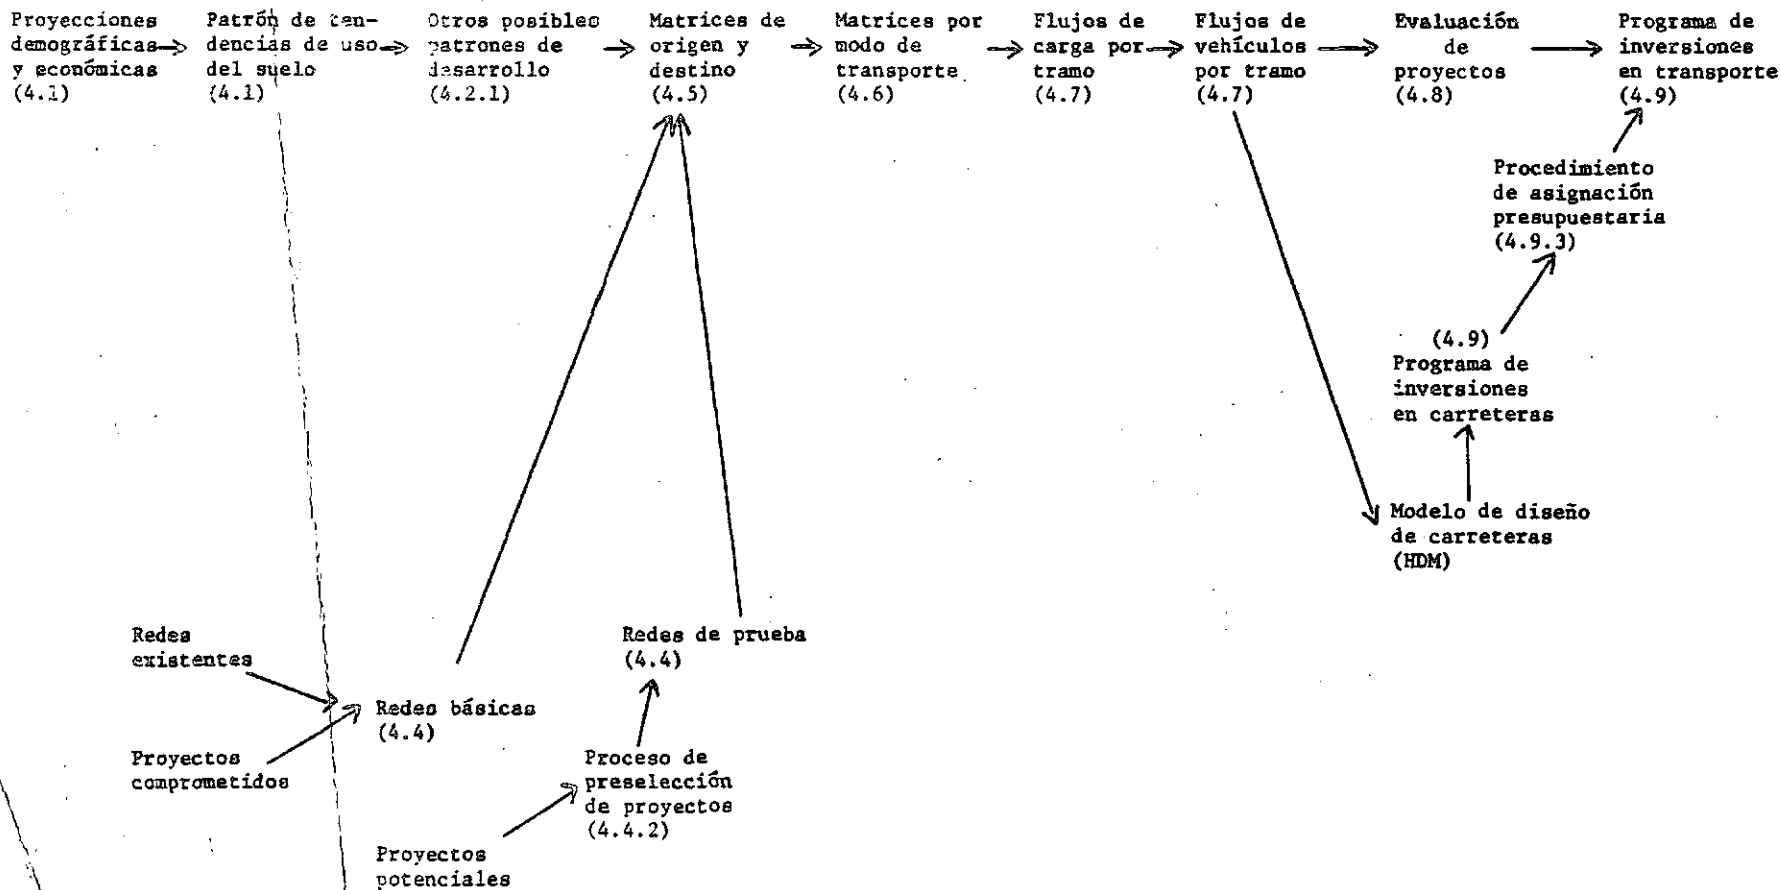 Proyecciones
demográficas
y económicas
(4.1)
Patrón de ten-
dencias de uso
del suelo
(4.1)
Otros posibles
patrones de
desarrollo
(4.2.1)
Matrices de
origen y
destino
(4.5)
Matrices por
modo de
transporte
(4.6)
Flujos de
carga por
tramo
(4.7)
Flujos de
vehículos
por tramo
(4.7)
Evaluación
de
proyectos
(4.8)
Programa de
inversiones
en transporte
(4.9)
Procedimiento
de asignación
presupuestaría
(4.9.3)
(4.9)
Programa de
inversiones
en carreteras
Modelo de diseño
de carreteras
(HDM)
Redes
existentes
Redes de prueba
(4.4)
Redes básicas
(4.4)
Proyectos
comprometidos
Proceso de
preselección
de proyectos
(4.4.2)
Proyectos
potenciales